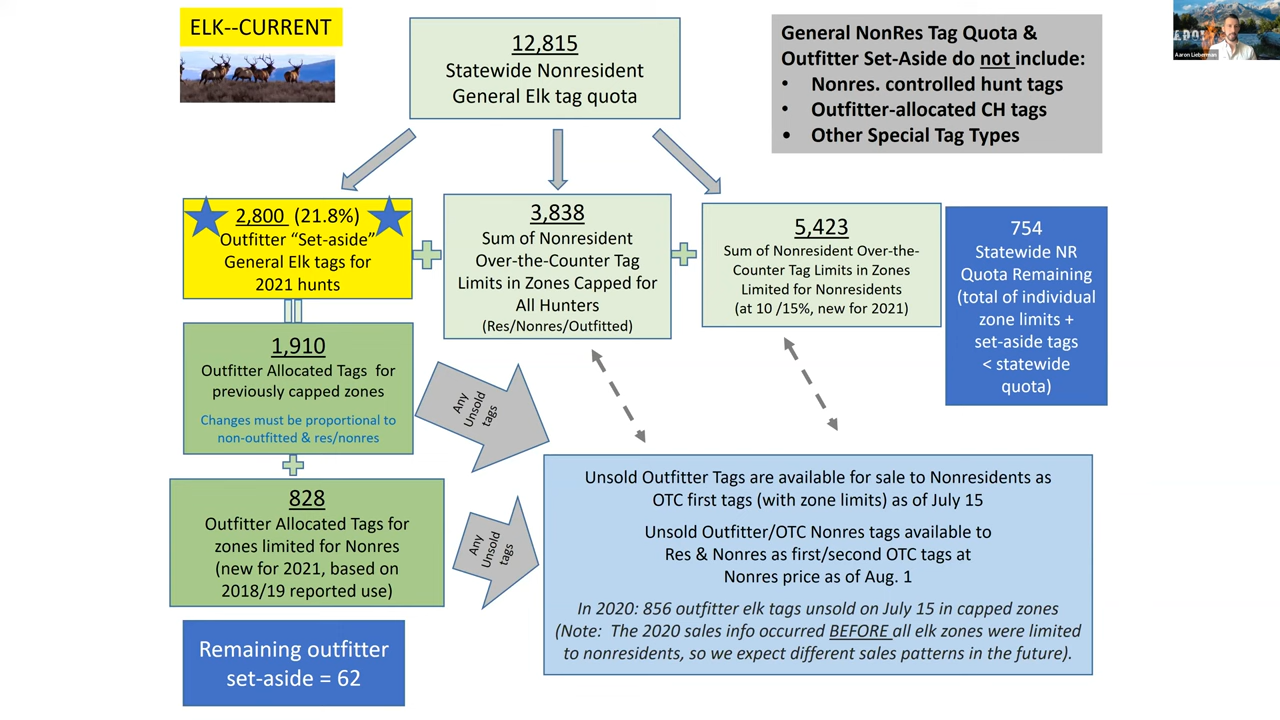 ELK--CURRENT
12,815
Statewide Nonresident
General Elk tag quota
General NonRes Tag Quota &
Outfitter Set-Aside do not include:
• Nonres. controlled hunt tags
• Outfitter-allocated CH tags
• Other Special Tag Types
Aaron Lieberman
2,800 (21.8%)
Outfitter “Set-aside”
General Elk tags for
2021 hunts
3,838
Sum of Nonresident
Over-the-Counter Tag
Limits in Zones Capped for
All Hunters
(Res/Nonres/Outfitted)
5,423
Sum of Nonresident Over-the-
Counter Tag Limits in Zones
Limited for Nonresidents
(at 10 /15%, new for 2021)
754
Statewide NR
Quota Remaining
(total of individual
zone limits +
set-aside tags
< statewide
quota)
1,910
Outfitter Allocated Tags for
previously capped zones
Changes must be proportional to
non-outfitted & res/nonres
Any
Unsold
tags
828
Outfitter Allocated Tags for
zones limited for Nonres
(new for 2021, based on
2018/19 reported use)
Any
Unsold
tags
Remaining outfitter
set-aside = 62
Unsold Outfitter Tags are available for sale to Nonresidents as
OTC first tags (with zone limits) as of July 15
Unsold Outfitter/OTC Nonres tags available to
Res & Nonres as first/second OTC tags at
Nonres price as of Aug. 1
In 2020: 856 outfitter elk tags unsold on July 15 in capped zones
(Note: The 2020 sales info occurred BEFORE all elk zones were limited
to nonresidents, so we expect different sales patterns in the future).